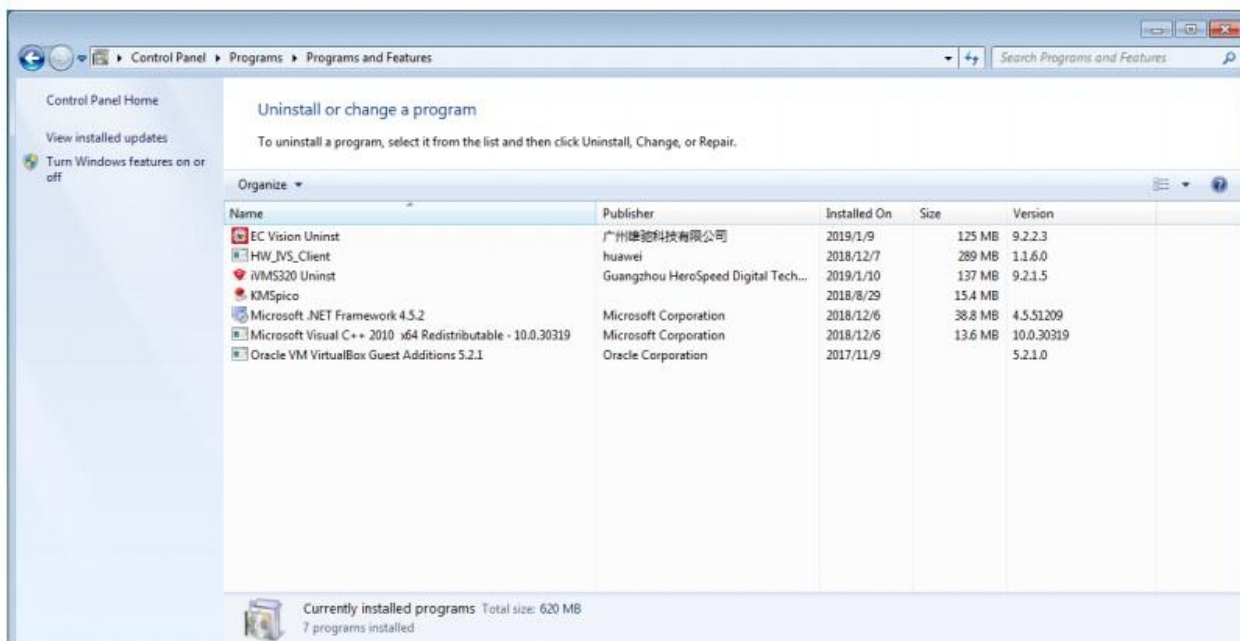 Control Panel ▸ Programs ▸ Programs and Features
Search Programs and Features
Control Panel Home
View installed updates
Turn Windows features on or
off
Uninstall or change a program
To uninstall a program, select it from the list and then click Uninstall, Change, or Repair.
Organize
Name Publisher Installed On Size Version
EC Vision Uninst 广州雄驰科技有限公司 2019/1/9 125 MB 9.2.2.3
HW_IVS_Client huawei 2018/12/7 289 MB 1.1.6.0
iVMS320 Uninst Guangzhou HeroSpeed Digital Tech... 2019/1/10 137 MB 9.2.1.5
KMSpico 2018/8/29 15.4 MB
Microsoft .NET Framework 4.5.2 Microsoft Corporation 2018/12/6 38.8 MB 4.5.51209
Microsoft Visual C++ 2010 x64 Redistributable - 10.0.30319 Microsoft Corporation 2018/12/6 13.6 MB 10.0.30319
Oracle VM VirtualBox Guest Additions 5.2.1 Oracle Corporation 2017/11/9 5.2.1.0
Currently installed programs Total size: 620 MB
7 programs installed